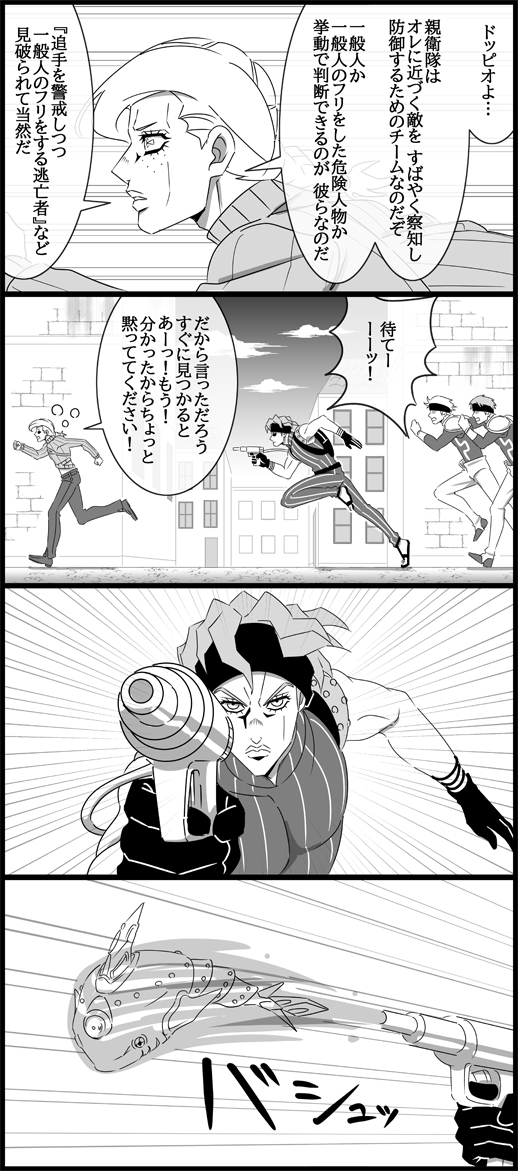 ドッピオよ…
親衛隊は
オレに近づく敵を すばやく察知し
防御するためのチームなのだぞ
一般人か
一般人のフリをした危険人物か
挙動で判断できるのが 彼らなのだ
『追手を警戒しつつ
一般人のフリをする逃亡者』など
見破られて当然だ
待てー
ーーッ！
だから言っただろう
すぐに見つかると
あーっ！もう！
分かったからちょっと
黙っててください！
バシュッ